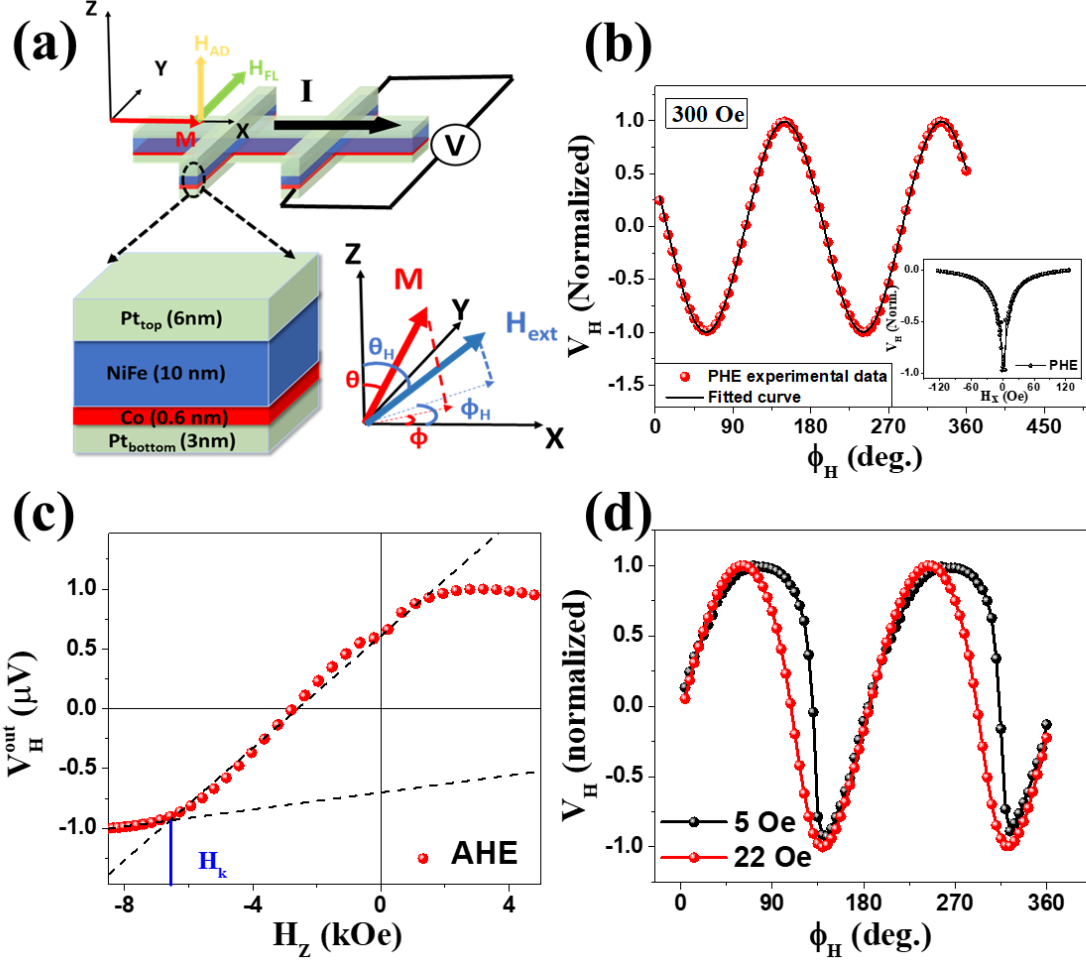 (a)
Z
Y
H_AD
H_FL
I
M
X
V
Pt_top (6nm)
NiFe (10 nm)
Co (0.6 nm)
Pt_bottom (3nm)
Z
M
Y
H_ext
θ_H
θ
ϕ_H
ϕ
X
(b)
300 Oe
V_H (Normalized)
1.0
0.5
0.0
-0.5
-1.0
-1.5
PHE experimental data
Fitted curve
0 90 180 270 360 450
ϕ_H (deg.)
V_H (Norm.)
0.0
-0.5
-1.0
PHE
-120 -60 0 60 120
H_X (Oe)
(c)
V_H^out (μV)
1.0
0.5
0.0
-0.5
-1.0
H_k
AHE
-8 -4 0 4
H_Z (kOe)
(d)
V_H (normalized)
1.0
0.5
0.0
-0.5
-1.0
5 Oe
22 Oe
0 90 180 270 360
ϕ_H (deg.)